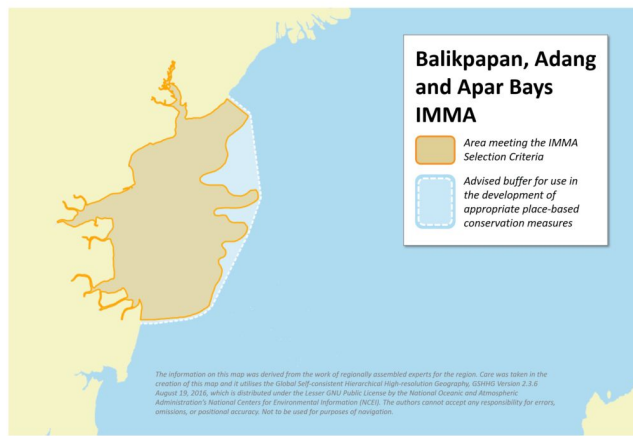 Balikpapan, Adang
and Apar Bays
IMMA
Area meeting the IMMA
Selection Criteria
Advised buffer for use in
the development of
appropriate place-based
conservation measures
The information on this map was derived from the work of regionally assembled experts for the region. Care was taken in the
creation of this map and it utilises the Global Self-consistent Hierarchical High-resolution Geography, GSHHG Version 2.3.6
August 19, 2016, which is distributed under the Lesser GNU Public License by the National Oceanic and Atmospheric
Administration's National Centers for Environmental Information (NCEI). The authors cannot accept any responsibility for errors,
omissions, or positional accuracy. Not to be used for purposes of navigation.